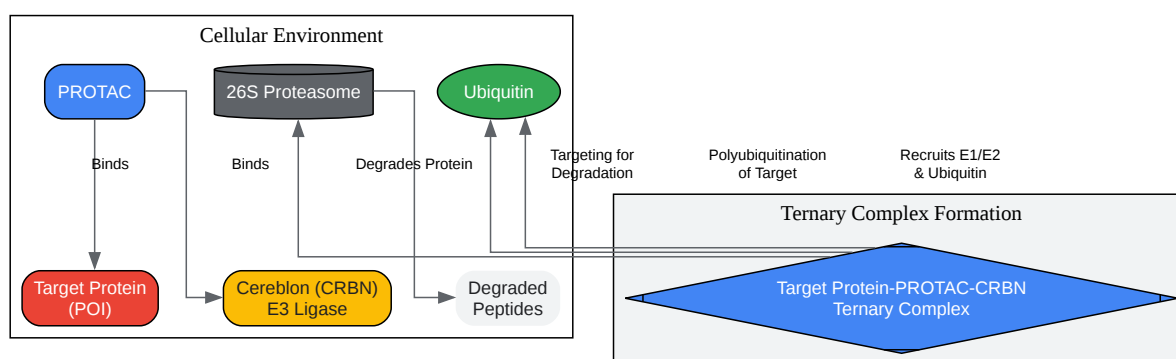 Cellular Environment
PROTAC
26S Proteasome
Ubiquitin
Binds
Binds
Degrades Protein
Targeting for
Degradation
Polyubiquitination
of Target
Recruits E1/E2
& Ubiquitin
Ternary Complex Formation
Target Protein
(POI)
Cereblon (CRBN)
E3 Ligase
Degraded
Peptides
Target Protein-PROTAC-CRBN
Ternary Complex